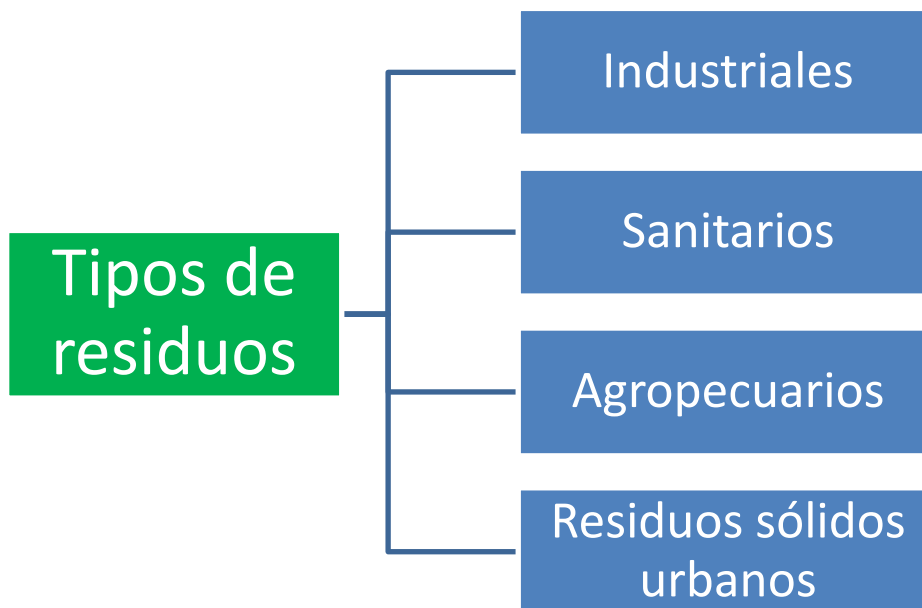 Tipos de
residuos
Industriales
Sanitarios
Agropecuarios
Residuos sólidos
urbanos